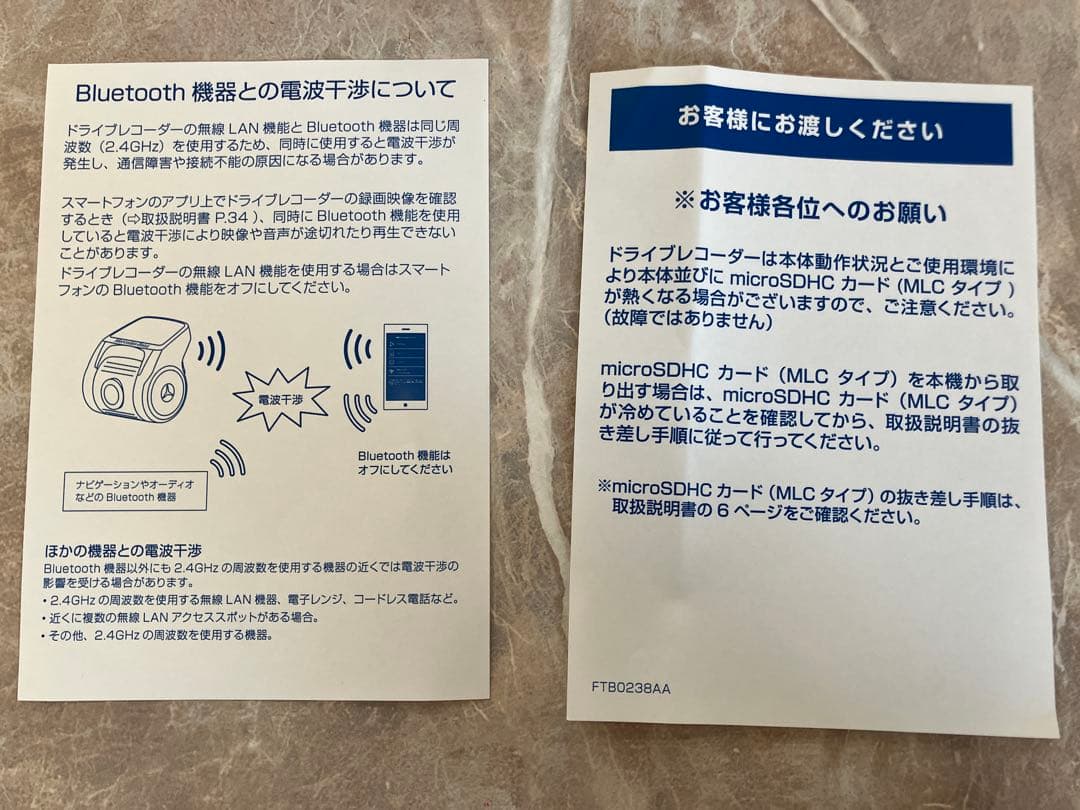 Bluetooth 機器との電波干渉について
ドライブレコーダーの無線 LAN 機能と Bluetooth 機器は同じ周
波数（2.4GHz）を使用するため、同時に使用すると電波干渉が
発生し、通信障害や接続不能の原因になる場合があります。
スマートフォンのアプリ上でドライブレコーダーの録画映像を確認
するとき（⇨取扱説明書 P.34 ）、同時に Bluetooth 機能を使用
していると電波干渉により映像や音声が途切れたり再生できない
ことがあります。
ドライブレコーダーの無線 LAN 機能を使用する場合はスマート
フォンの Bluetooth 機能をオフにしてください。
電波干渉
Bluetooth 機能は
オフにしてください
ナビゲーションやオーディオ
などの Bluetooth 機器
ほかの機器との電波干渉
Bluetooth 機器以外にも 2.4GHz の周波数を使用する機器の近くでは電波干渉の
影響を受ける場合があります。
・2.4GHz の周波数を使用する無線 LAN 機器、電子レンジ、コードレス電話など。
・近くに複数の無線 LAN アクセススポットがある場合。
・その他、2.4GHz の周波数を使用する機器。
お客様にお渡しください
※お客様各位へのお願い
ドライブレコーダーは本体動作状況とご使用環境に
より本体並びに microSDHC カード (MLC タイプ )
が熱くなる場合がございますので、ご注意ください。
（故障ではありません）
microSDHC カード（MLC タイプ）を本機から取
り出す場合は、microSDHC カード（MLC タイプ）
が冷めていることを確認してから、取扱説明書の抜
き差し手順に従って行ってください。
※microSDHC カード（MLC タイプ）の抜き差し手順は、
取扱説明書の 6 ページをご確認ください。
FTB0238AA